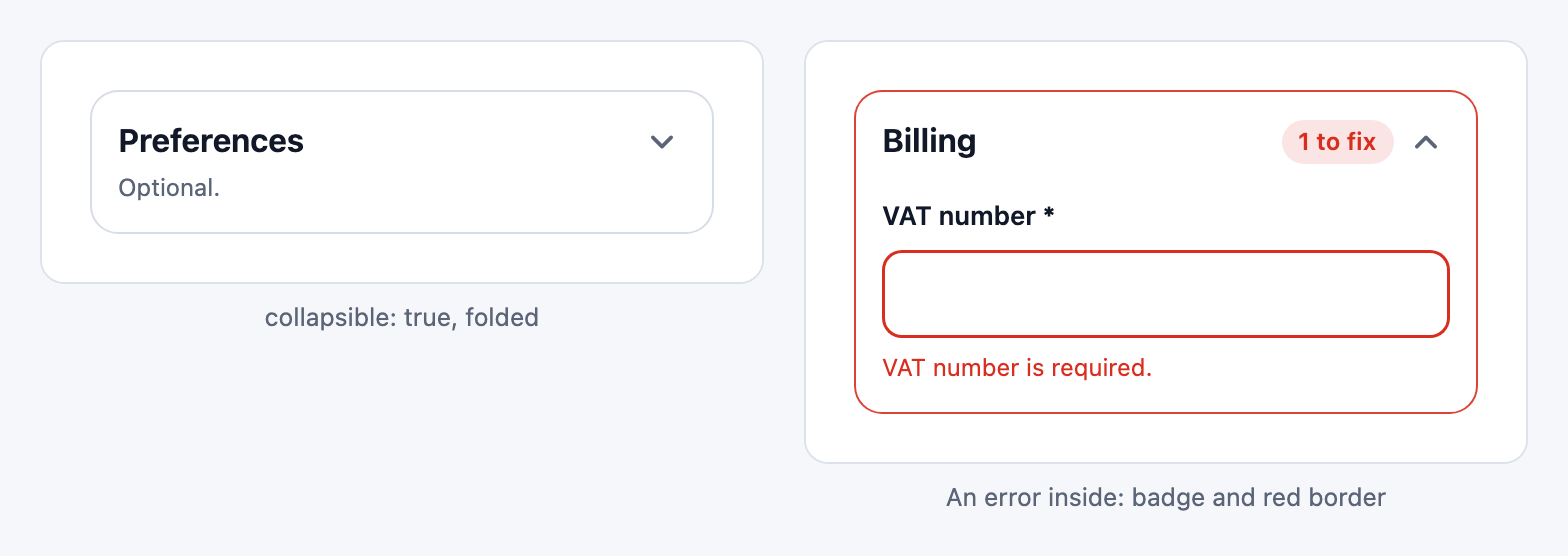 Preferences
Optional.
collapsible: true, folded
Billing
1 to fix
VAT number *
VAT number is required.
An error inside: badge and red border